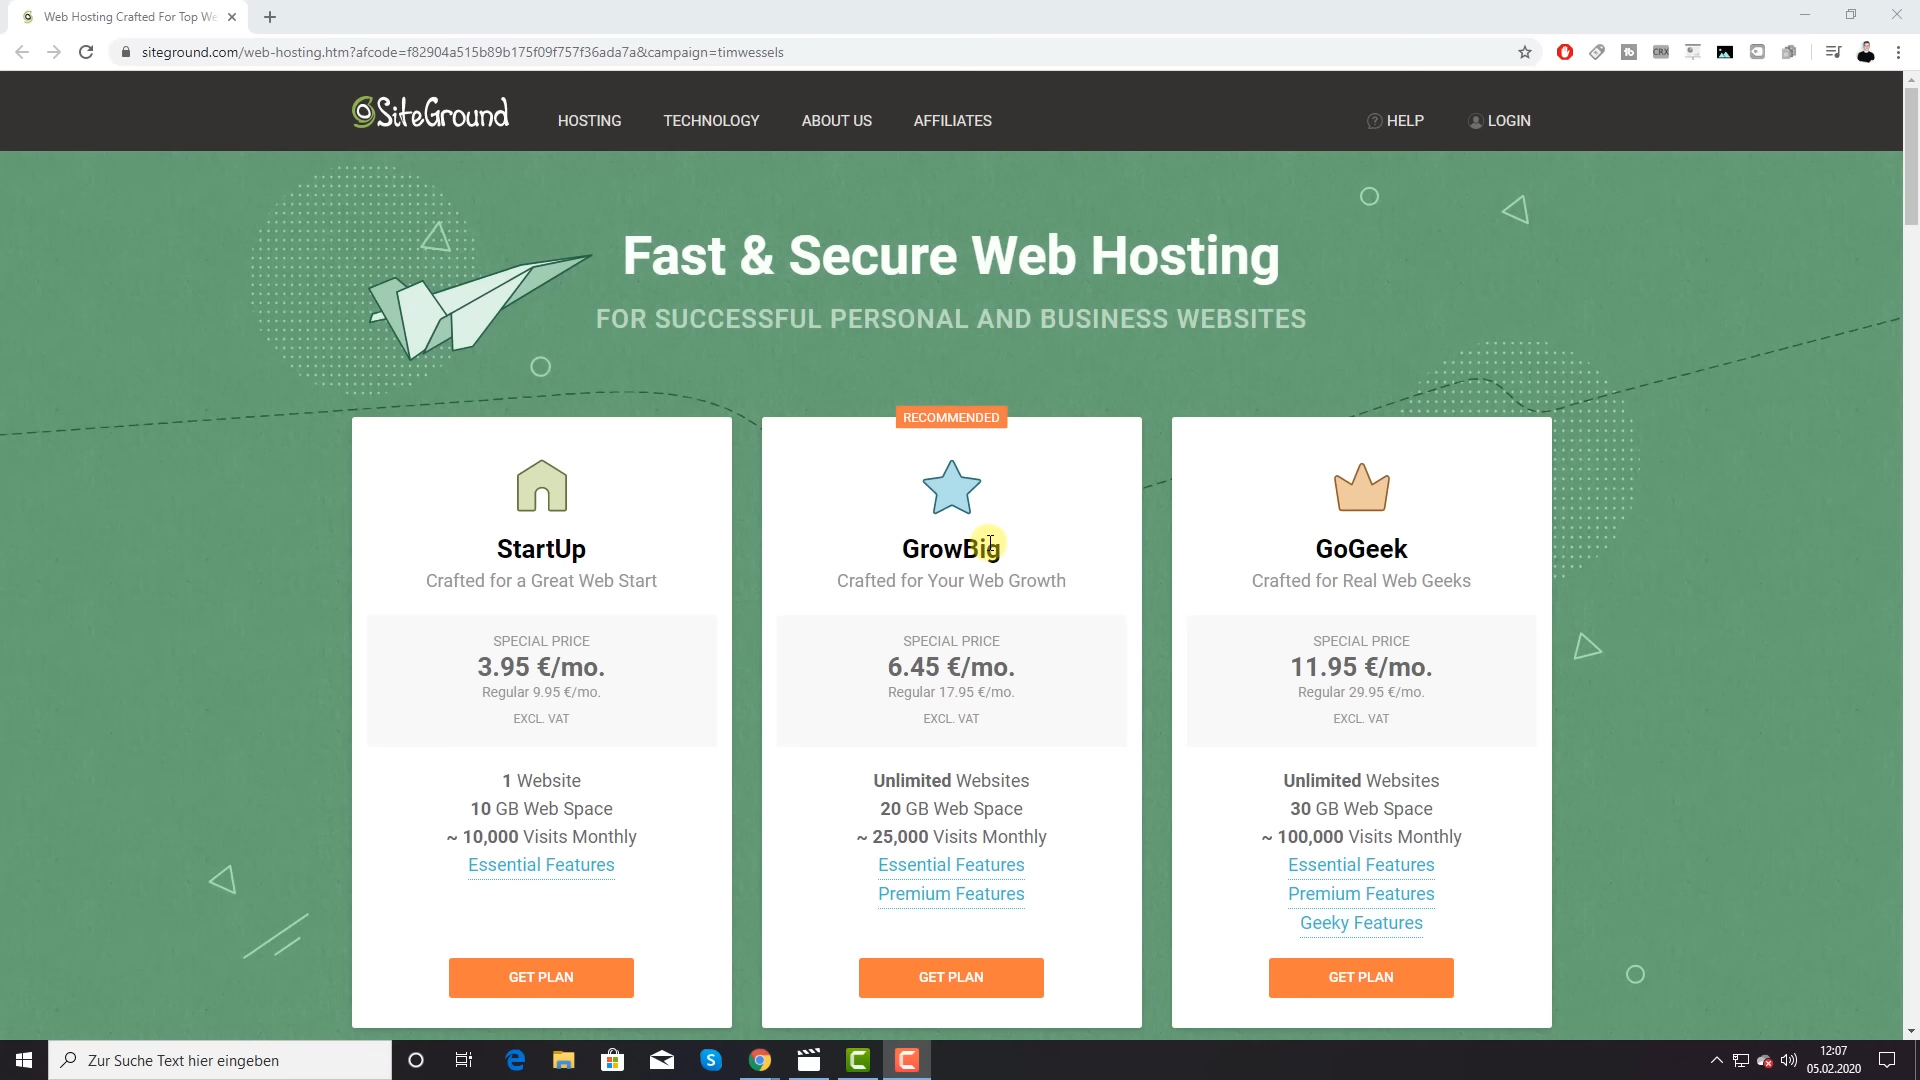 Web Hosting Crafted For Top We
siteground.com/web-hosting.htm?afcode=f82904a515b89b175f09f757f36ada7a&campaign=timwessels
SiteGround
HOSTING
TECHNOLOGY
ABOUT US
AFFILIATES
HELP
LOGIN
Fast & Secure Web Hosting
FOR SUCCESSFUL PERSONAL AND BUSINESS WEBSITES
StartUp
Crafted for a Great Web Start
SPECIAL PRICE
3.95 €/mo.
Regular 9.95 €/mo.
EXCL. VAT
1 Website
10 GB Web Space
~ 10,000 Visits Monthly
Essential Features
GET PLAN
RECOMMENDED
GrowBig
Crafted for Your Web Growth
SPECIAL PRICE
6.45 €/mo.
Regular 17.95 €/mo.
EXCL. VAT
Unlimited Websites
20 GB Web Space
~ 25,000 Visits Monthly
Essential Features
Premium Features
GET PLAN
GoGeek
Crafted for Real Web Geeks
SPECIAL PRICE
11.95 €/mo.
Regular 29.95 €/mo.
EXCL. VAT
Unlimited Websites
30 GB Web Space
~ 100,000 Visits Monthly
Essential Features
Premium Features
Geeky Features
GET PLAN
Zur Suche Text hier eingeben
12:07
05.02.2020